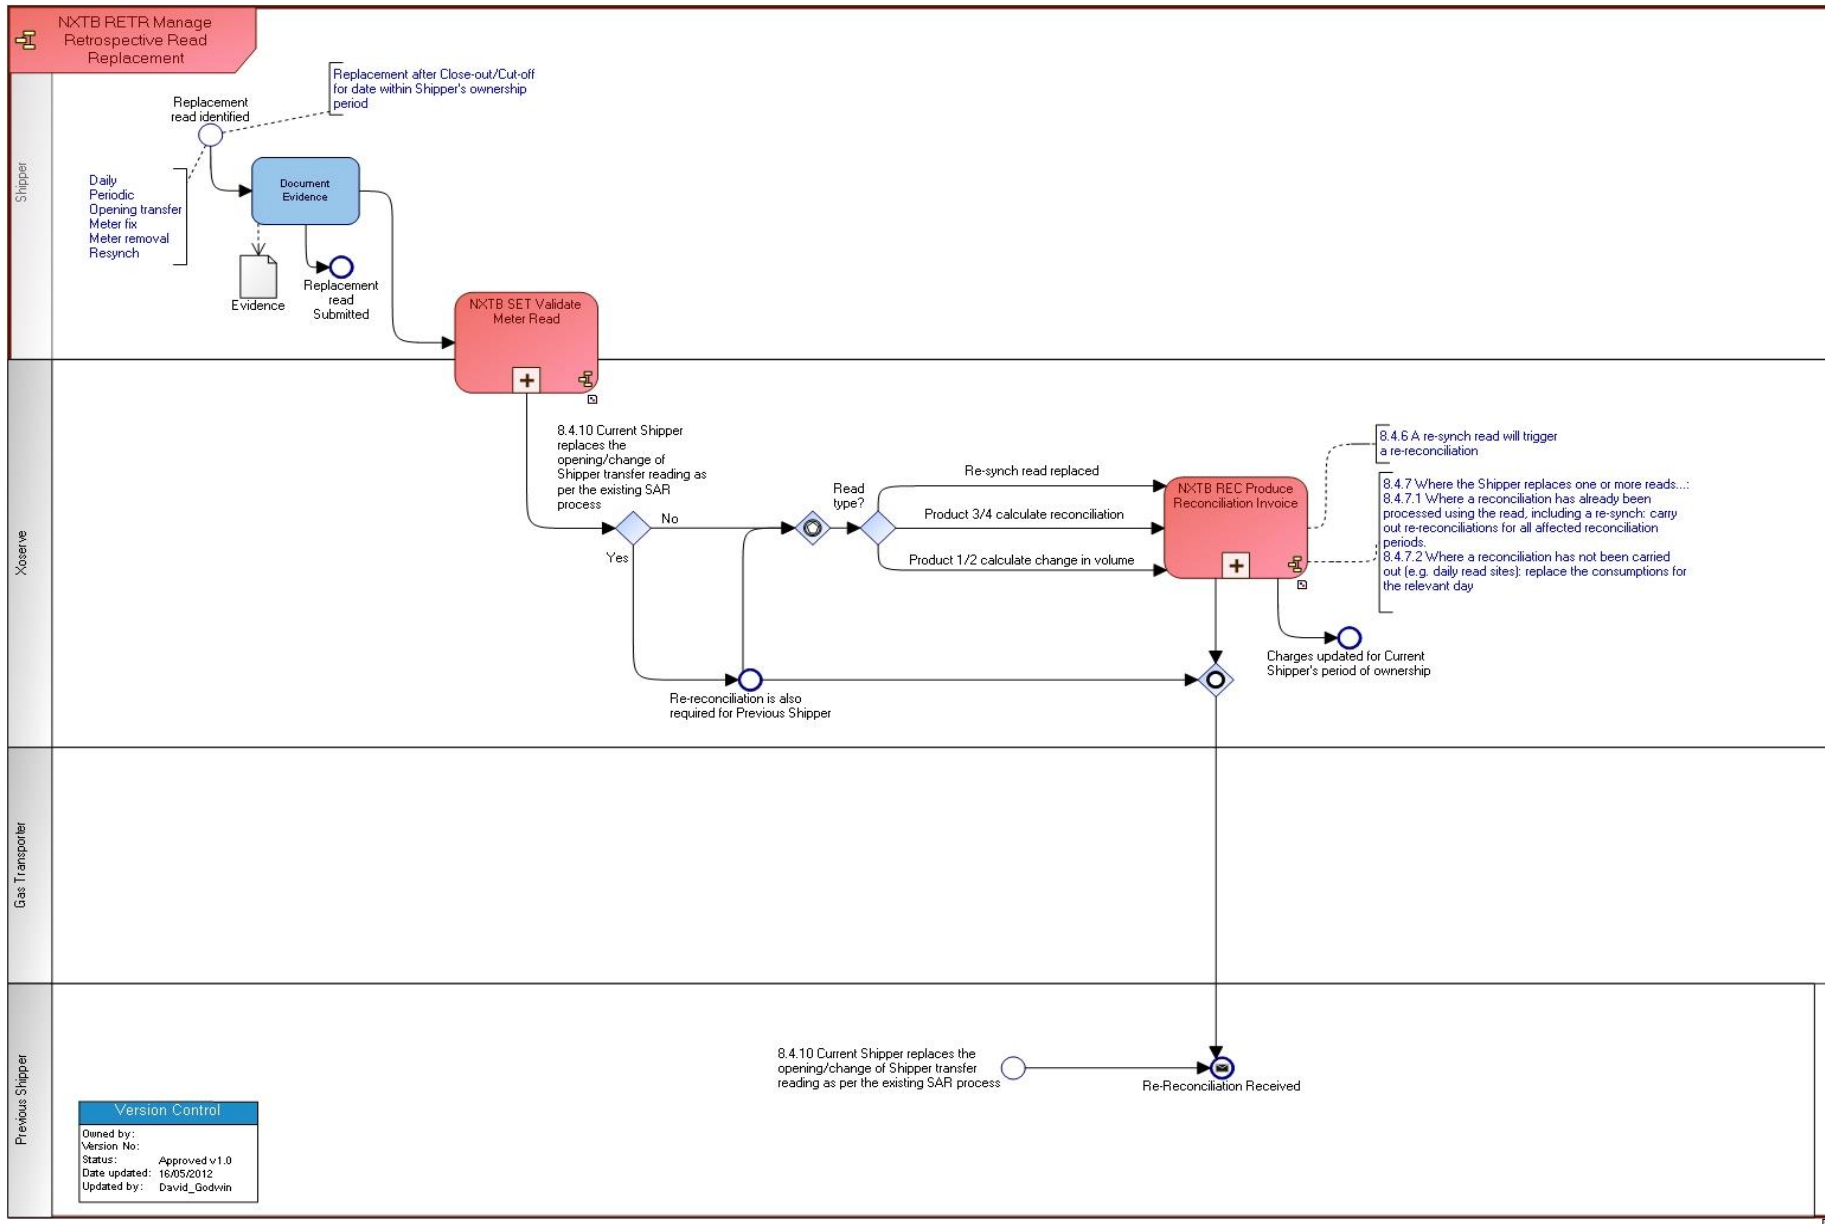 NXTB RETR Manage
Retrospective Read
Replacement
Shipper
Replacement after Close-out/Cut-off
for date within Shipper's ownership
period
Replacement
read identified
Daily
Periodic
Opening transfer
Meter fix
Meter removal
Resynch
Document
Evidence
Evidence
Replacement
read
Submitted
NXTB SET Validate
Meter Read
Xoserve
8.4.10 Current Shipper
replaces the
opening/change of
Shipper transfer reading as
per the existing SAR
process
No
Yes
Read
type?
Re-synch read replaced
Product 3/4 calculate reconciliation
Product 1/2 calculate change in volume
NXTB REC Produce
Reconciliation Invoice
8.4.6 A re-synch read will trigger
a re-reconciliation
8.4.7 Where the Shipper replaces one or more reads...:
8.4.7.1 Where a reconciliation has already been
processed using the read, including a re-synch: carry
out re-reconciliations for all affected reconciliation
periods.
8.4.7.2 Where a reconciliation has not been carried
out (e.g. daily read sites): replace the consumptions for
the relevant day
Charges updated for Current
Shipper's period of ownership
Re-reconciliation is also
required for Previous Shipper
Gas Transporter
Previous Shipper
8.4.10 Current Shipper replaces the
opening/change of Shipper transfer
reading as per the existing SAR process
Re-Reconciliation Received
Version Control
Owned by:
Version No:
Status: Approved v1.0
Date updated: 16/05/2012
Updated by: David_Godwin